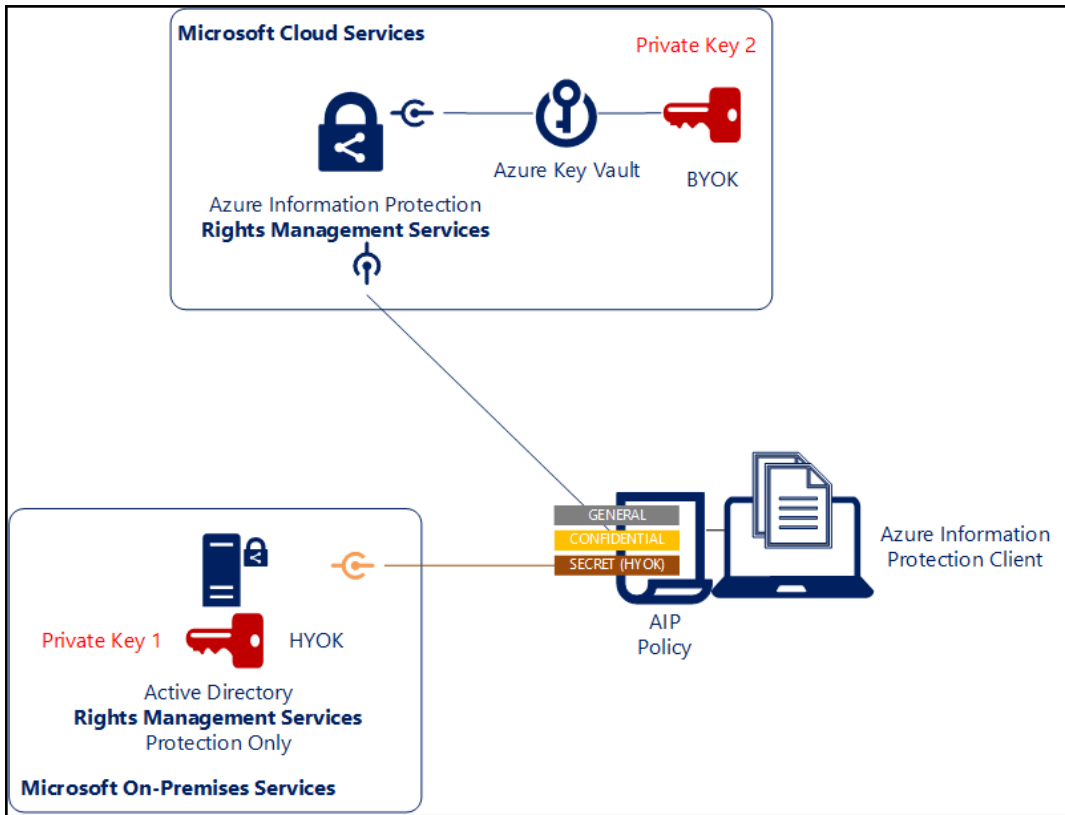 Microsoft Cloud Services
Private Key 2
Azure Key Vault
BYOK
Azure Information Protection
Rights Management Services
GENERAL
CONFIDENTIAL
SECRET (HYOK)
Azure Information
Protection Client
AIP
Policy
Private Key 1
HYOK
Active Directory
Rights Management Services
Protection Only
Microsoft On-Premises Services